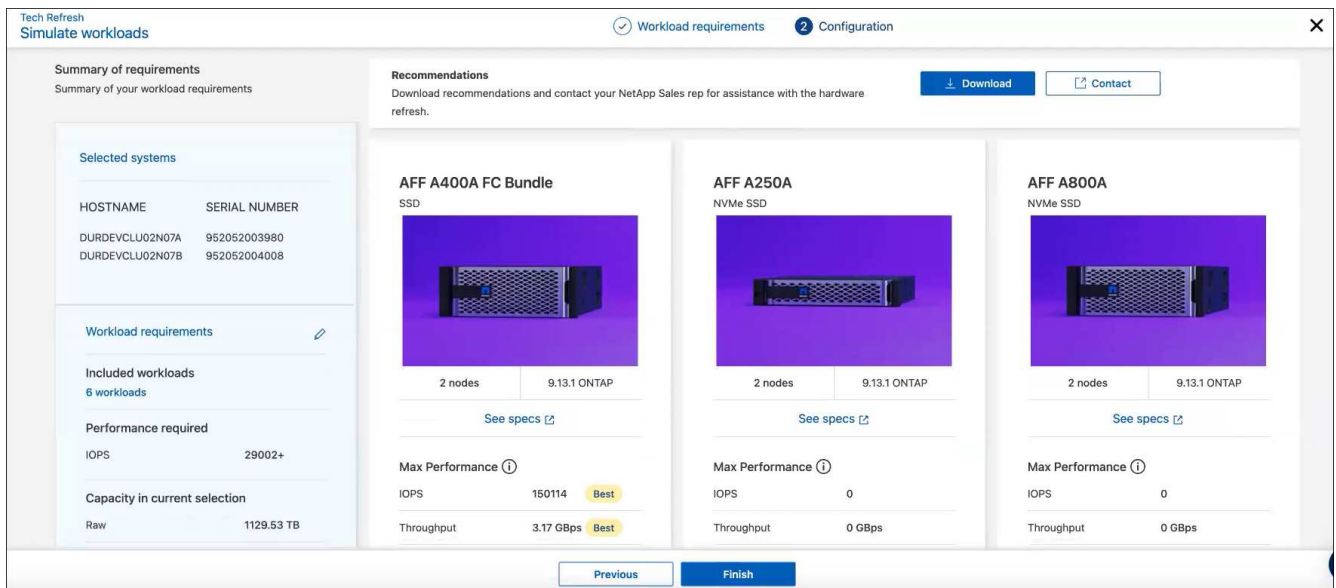 Tech Refresh
Simulate workloads
Workload requirements
2 Configuration
Summary of requirements
Summary of your workload requirements
Selected systems
HOSTNAME SERIAL NUMBER
DURDEVCLU02N07A 952052003980
DURDEVCLU02N07B 952052004008
Workload requirements
Included workloads
6 workloads
Performance required
IOPS 29002+
Capacity in current selection
Raw 1129.53 TB
Recommendations
Download recommendations and contact your NetApp Sales rep for assistance with the hardware
refresh.
Download
Contact
AFF A400A FC Bundle
SSD
2 nodes 9.13.1 ONTAP
See specs
Max Performance
IOPS 150114 Best
Throughput 3.17 GBps Best
AFF A250A
NVMe SSD
2 nodes 9.13.1 ONTAP
See specs
Max Performance
IOPS 0
Throughput 0 GBps
AFF A800A
NVMe SSD
2 nodes 9.13.1 ONTAP
See specs
Max Performance
IOPS 0
Throughput 0 GBps
Previous
Finish